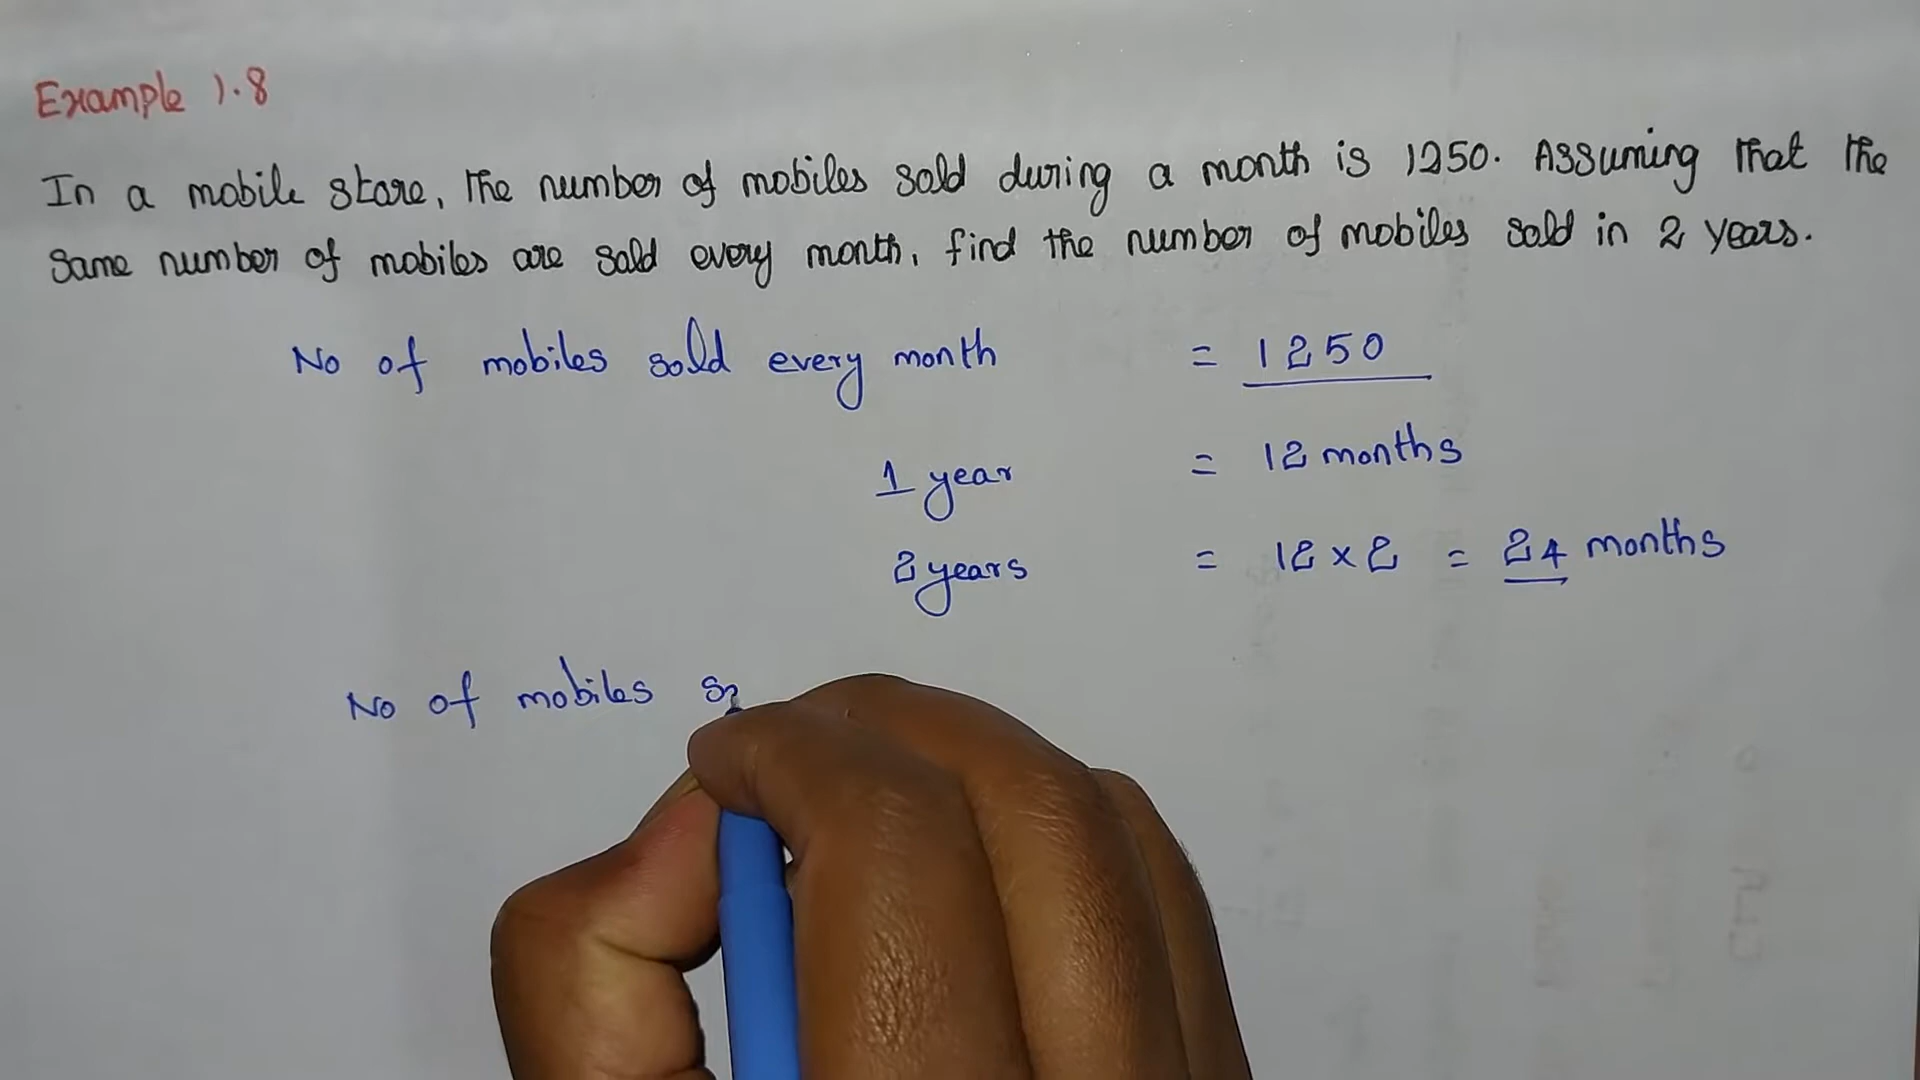 Example 1.8
In a mobile store, the number of mobiles sold during a month is 1250. Assuming that the
same number of mobiles are sold every month, find the number of mobiles sold in 2 years.
No of mobiles sold every month = 1250
1 year = 12 months
2 years = 12 × 2 = 24 months
No of mobiles